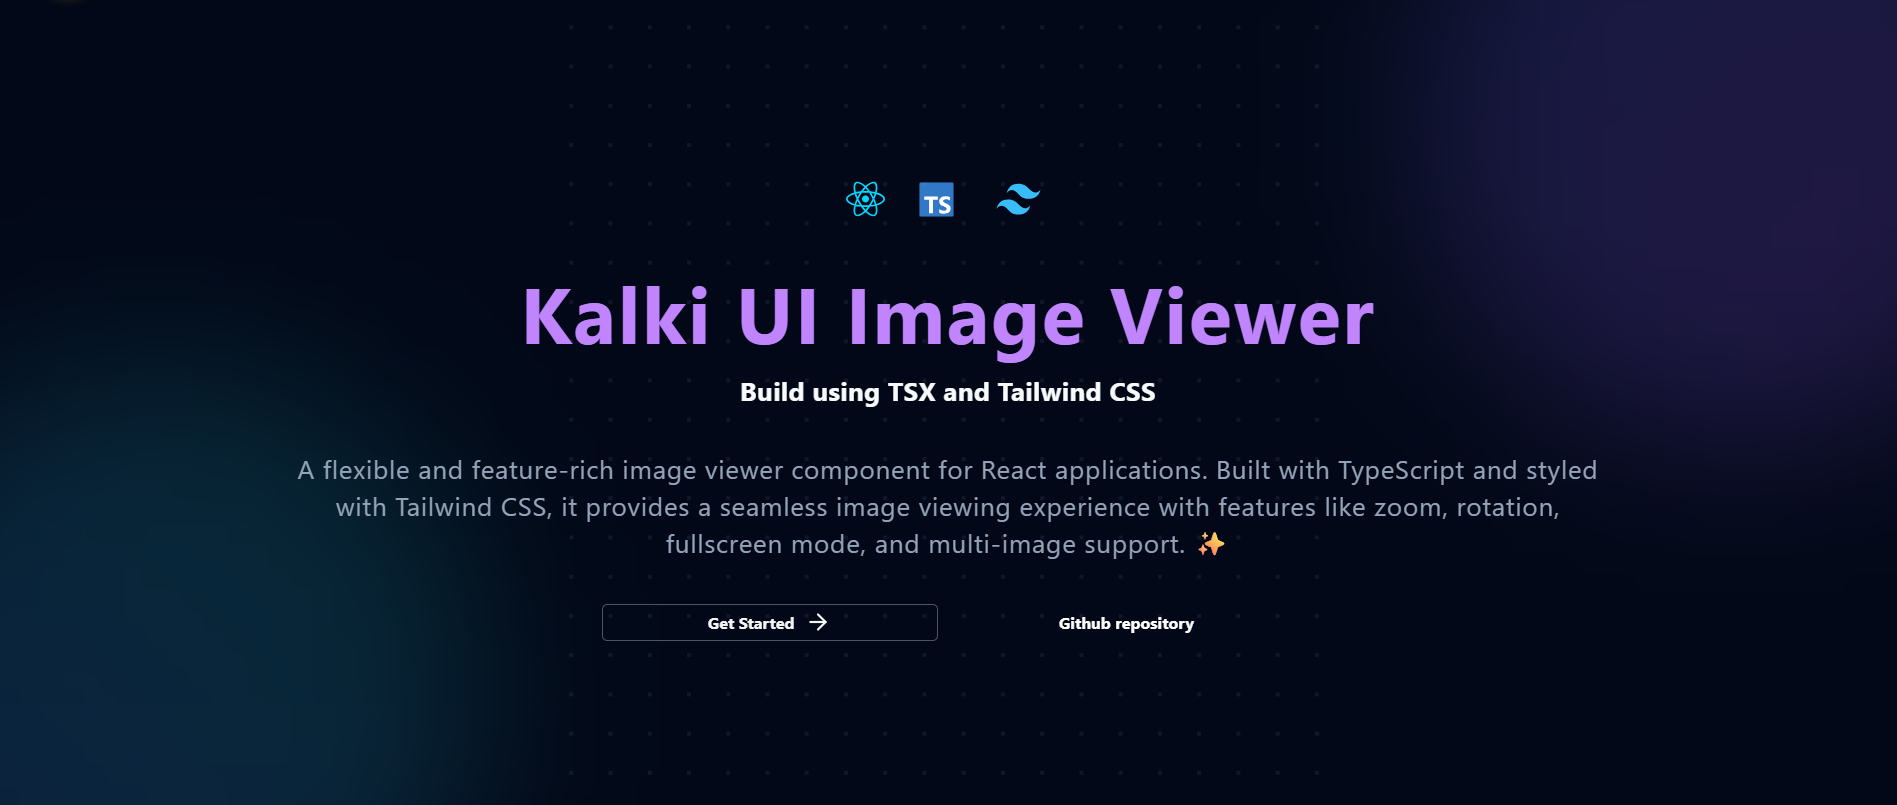 TS
Kalki UI Image Viewer
Build using TSX and Tailwind CSS
A flexible and feature-rich image viewer component for React applications. Built with TypeScript and styled
with Tailwind CSS, it provides a seamless image viewing experience with features like zoom, rotation,
fullscreen mode, and multi-image support. ✨
Get Started → Github repository